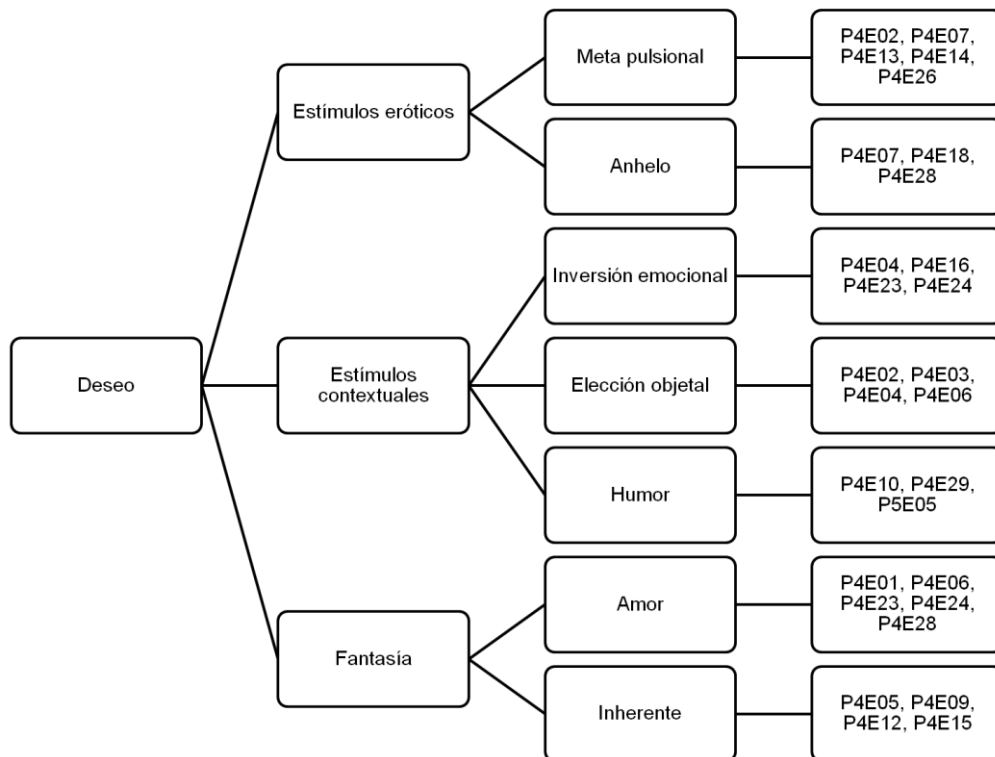 Deseo
Estímulos eróticos
Meta pulsional
P4E02, P4E07,
P4E13, P4E14,
P4E26
Anhelo
P4E07, P4E18,
P4E28
Estímulos
contextuales
Inversión emocional
P4E04, P4E16,
P4E23, P4E24
Elección objetal
P4E02, P4E03,
P4E04, P4E06
Humor
P4E10, P4E29,
P5E05
Fantasía
Amor
P4E01, P4E06,
P4E23, P4E24,
P4E28
Inherente
P4E05, P4E09,
P4E12, P4E15